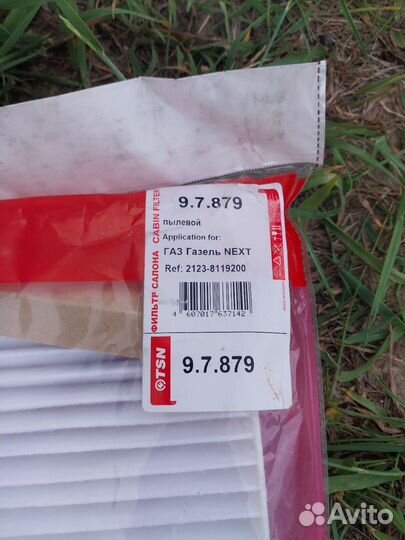 9.7.879
пылевой
Application for:
ГАЗ Газель NEXT
Ref: 2123-8119200
4 607017 637142
9.7.879
ФИЛЬТР САЛОНА CABIN FILTER
TSN
Avito